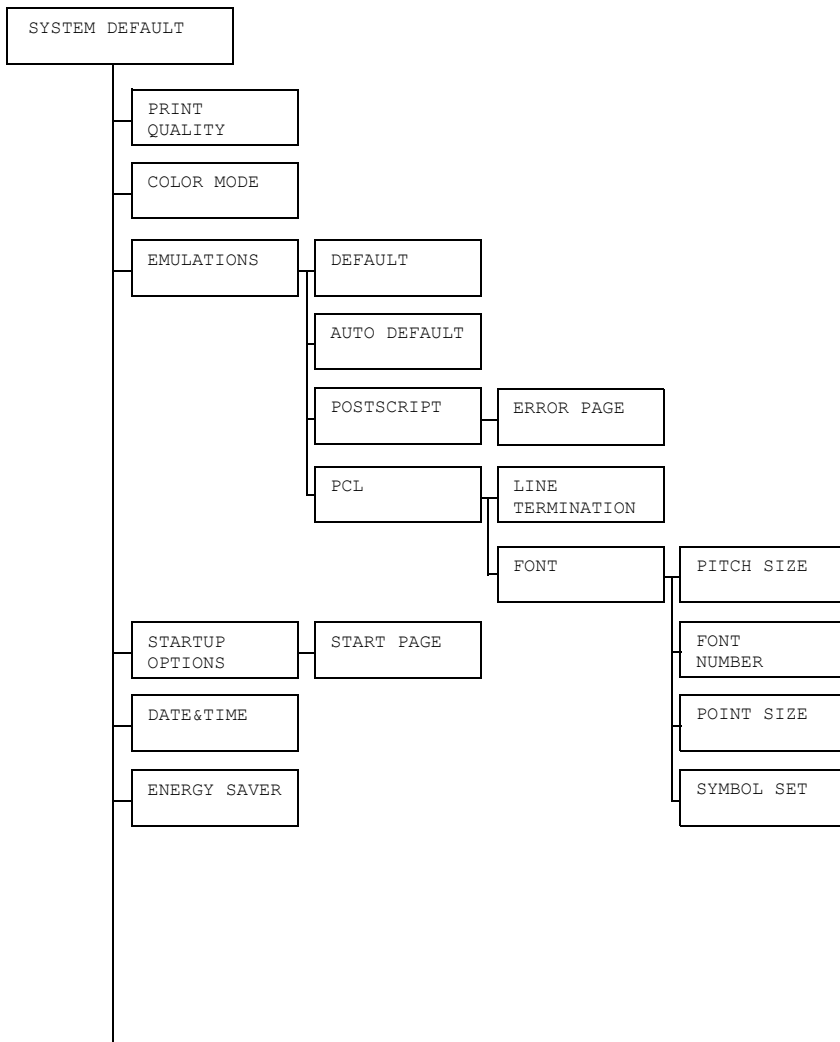 SYSTEM DEFAULT
PRINT
QUALITY
COLOR MODE
EMULATIONS
DEFAULT
AUTO DEFAULT
POSTSCRIPT
ERROR PAGE
PCL
LINE
TERMINATION
FONT
PITCH SIZE
STARTUP
OPTIONS
START PAGE
FONT
NUMBER
DATE&TIME
POINT SIZE
ENERGY SAVER
SYMBOL SET